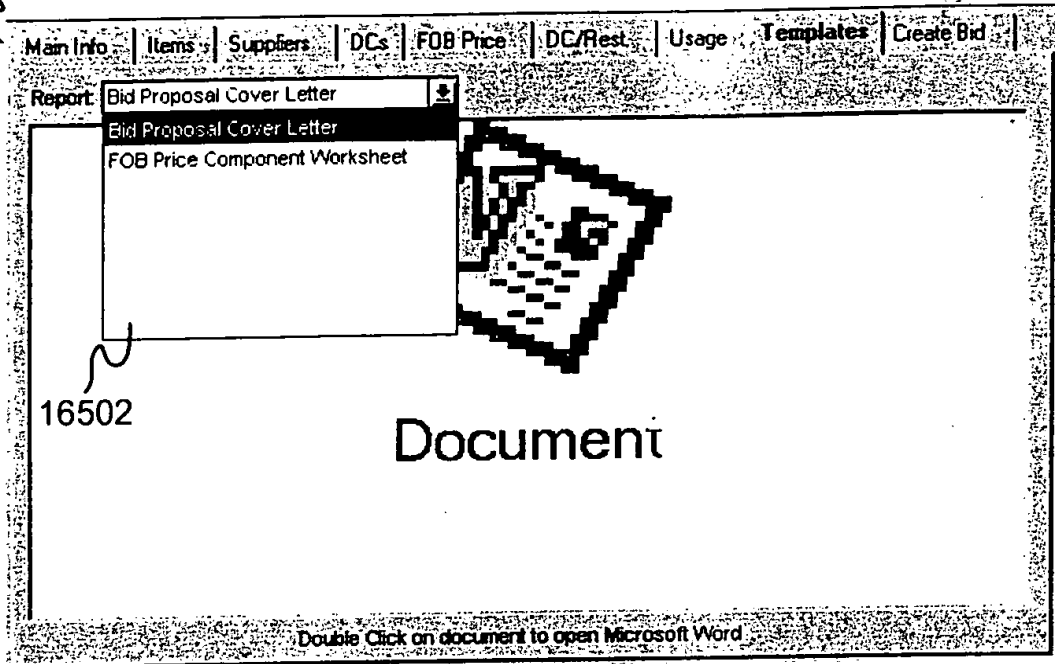 Main Info Items Suppliers DCs FOB Price DC/Rest. Usage Templates Create Bid
Report: Bid Proposal Cover Letter
Bid Proposal Cover Letter
FOB Price Component Worksheet
16502
Document
Double Click on document to open Microsoft Word